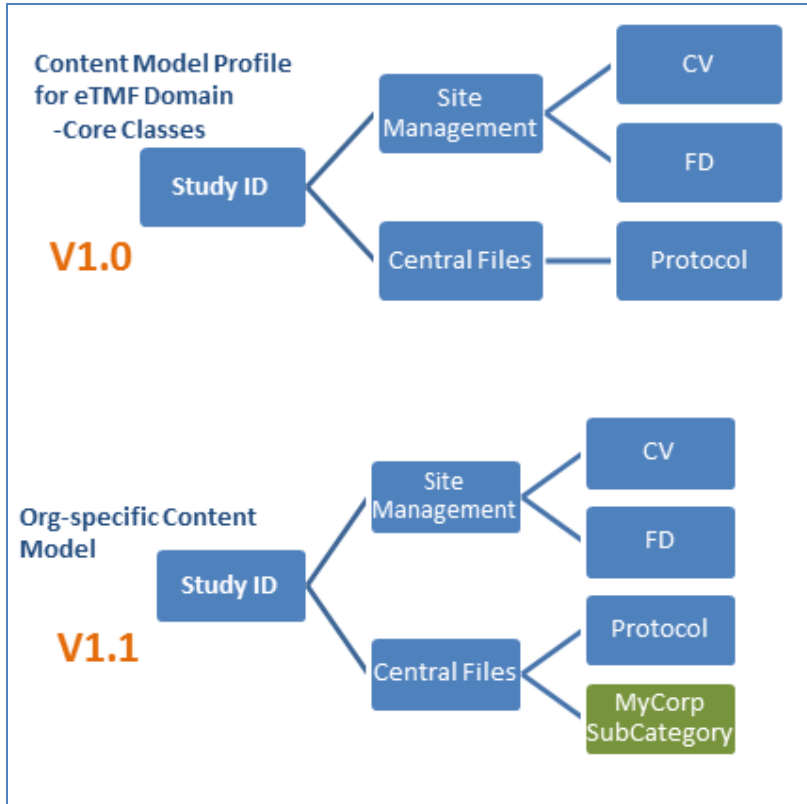 Content Model Profile
for eTMF Domain
-Core Classes
Study ID
V1.0
Site
Management
Central Files
CV
FD
Protocol
Org-specific Content
Model
Study ID
V1.1
Site
Management
Central Files
CV
FD
Protocol
MyCorp
SubCategory